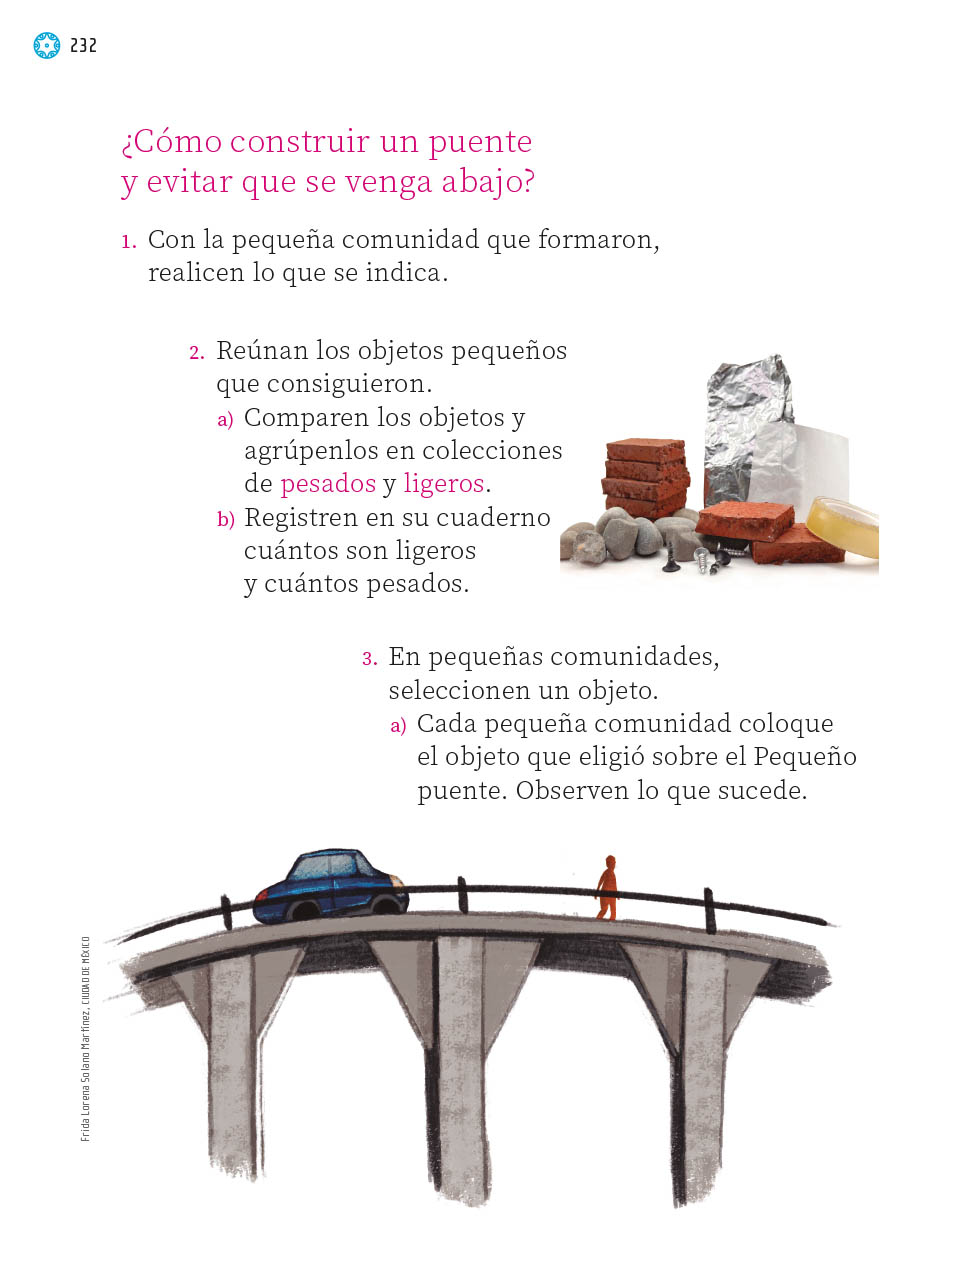 232
¿Cómo construir un puente
y evitar que se venga abajo?
1. Con la pequeña comunidad que formaron,
realicen lo que se indica.
2. Reúnan los objetos pequeños
que consiguieron.
a) Comparen los objetos y
agrúpenlos en colecciones
de pesados y ligeros.
b) Registren en su cuaderno
cuántos son ligeros
y cuántos pesados.
3. En pequeñas comunidades,
seleccionen un objeto.
a) Cada pequeña comunidad coloque
el objeto que eligió sobre el Pequeño
puente. Observen lo que sucede.
Frida Lorena Solano Martínez, CIUDAD DE MÉXICO